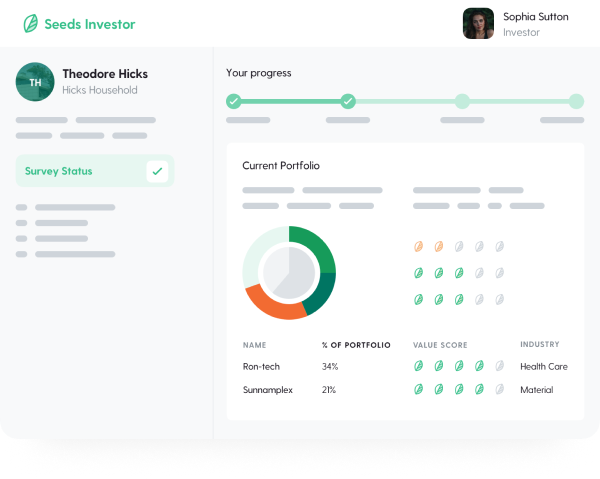 Seeds Investor
Sophia Sutton
Investor
TH
Theodore Hicks
Hicks Household
Survey Status
Your progress
Current Portfolio
NAME % OF PORTFOLIO VALUE SCORE INDUSTRY
Ron-tech 34% Health Care
Sunnamplex 21% Material